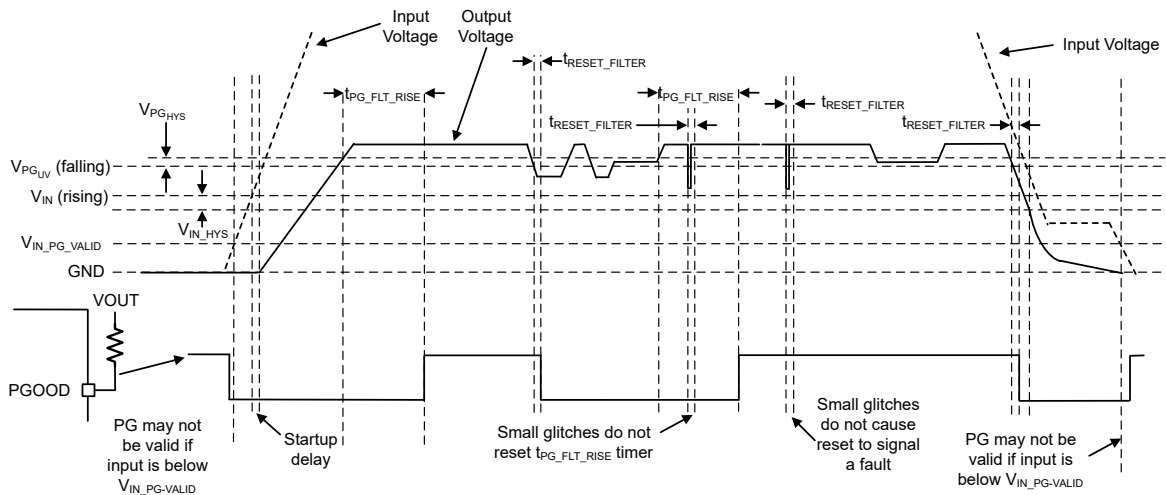 Input
Voltage
Output
Voltage
Input Voltage
tRESET_FILTER
tPG_FLT_RISE
tPG_FLT_RISE
tRESET_FILTER
tRESET_FILTER
tRESET_FILTER
VPGHYS
VPGUV (falling)
VIN (rising)
VIN_HYS
VIN_PG_VALID
GND
VOUT
PGOOD
PG may not
be valid if
input is below
VIN_PG-VALID
Startup
delay
Small glitches do not
reset tPG_FLT_RISE timer
Small glitches
do not cause
reset to signal
a fault
PG may not be
valid if input is
below VIN_PG-VALID